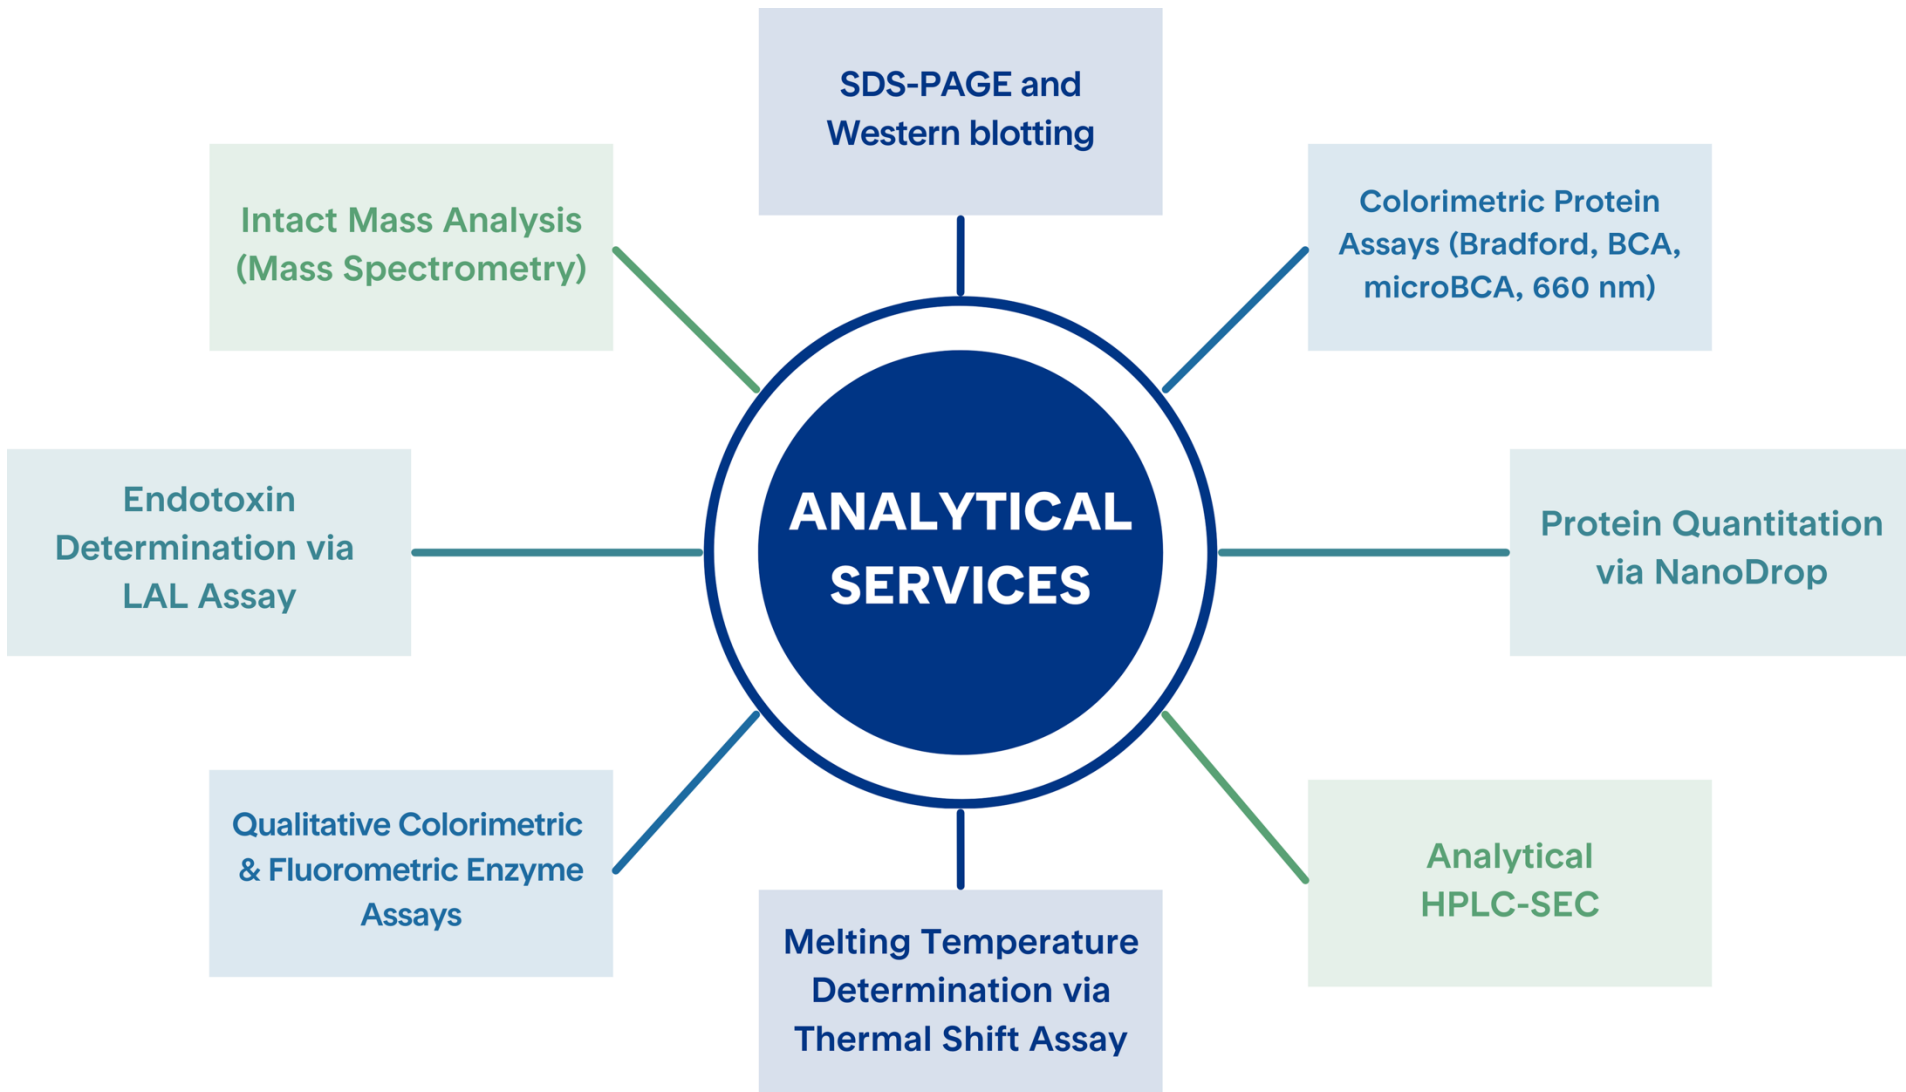 SDS-PAGE and
Western blotting
Intact Mass Analysis
(Mass Spectrometry)
Colorimetric Protein
Assays (Bradford, BCA,
microBCA, 660 nm)
Endotoxin
Determination via
LAL Assay
ANALYTICAL
SERVICES
Protein Quantitation
via NanoDrop
Qualitative Colorimetric
& Fluorometric Enzyme
Assays
Analytical
HPLC-SEC
Melting Temperature
Determination via
Thermal Shift Assay